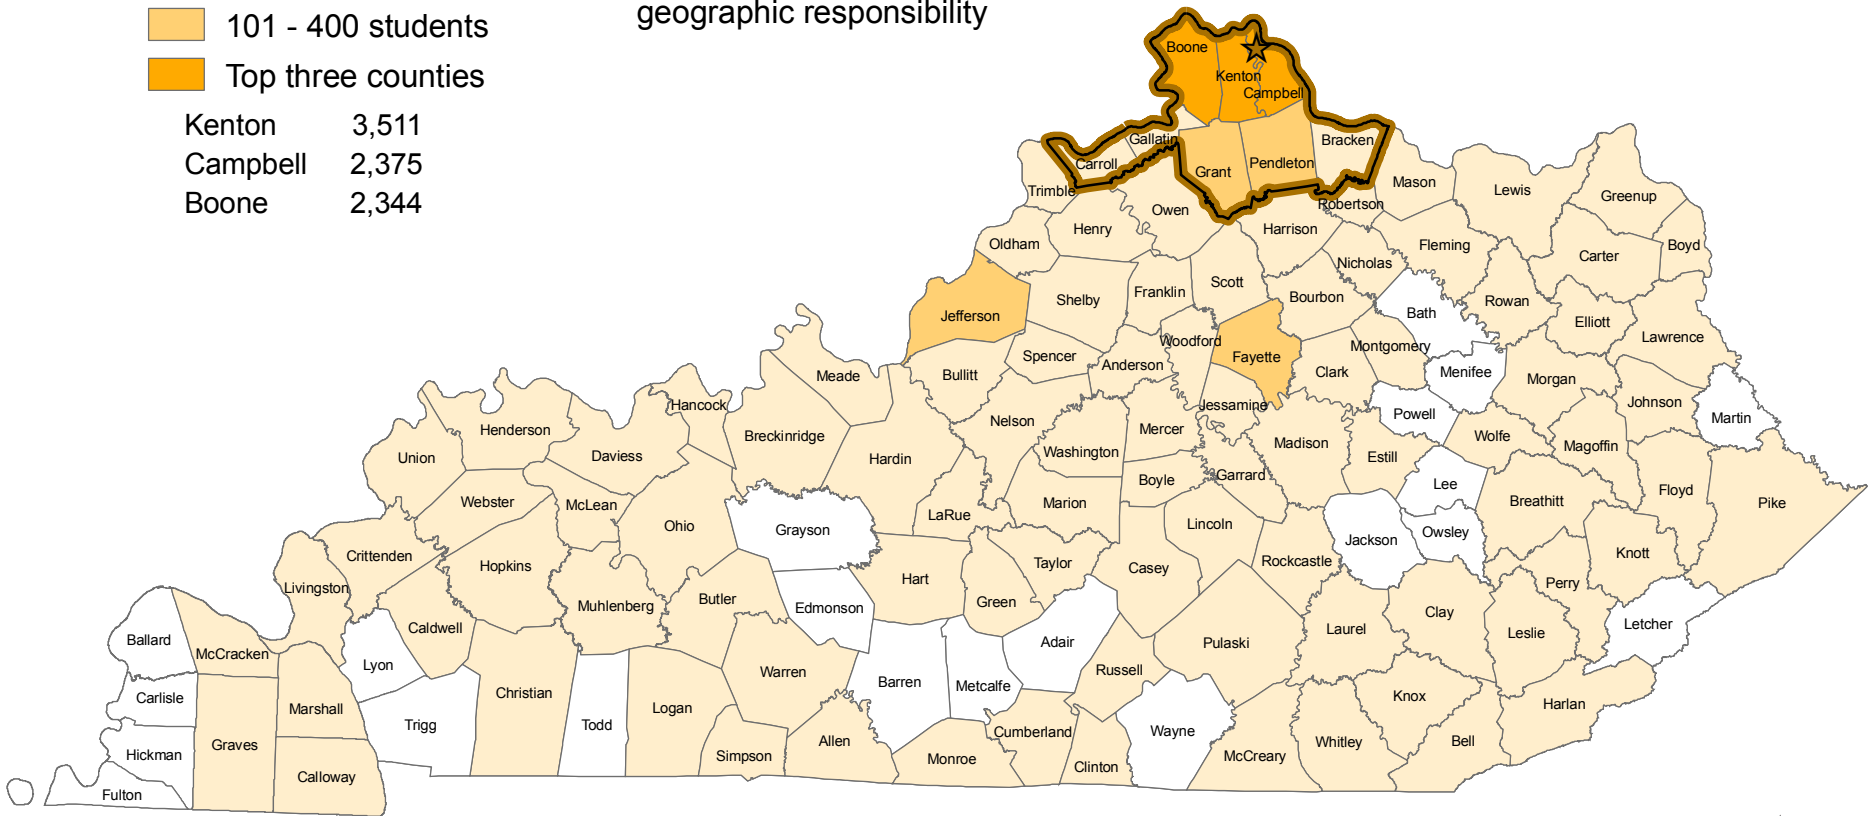 101 - 400 students
geographic responsibility
Top three counties
Kenton 3,511
Campbell 2,375
Boone 2,344
Boone
Kenton
Campbell
Gallatin
Bracken
Carroll
Grant
Pendleton
Trimble
Owen
Robertson
Mason
Lewis
Greenup
Oldham
Henry
Harrison
Fleming
Carter
Boyd
Nicholas
Jefferson
Shelby
Franklin
Scott
Bourbon
Bath
Rowan
Elliott
Lawrence
Spencer
Anderson
Woodford
Fayette
Montgomery
Clark
Menifee
Morgan
Johnson
Martin
Meade
Bullitt
Hancock
Breckinridge
Nelson
Mercer
Jessamine
Powell
Wolfe
Magoffin
Henderson
Union
Daviess
Hardin
Washington
Madison
Estill
Garrard
Boyle
Lee
Breathitt
Floyd
Pike
Webster
McLean
Ohio
Grayson
LaRue
Marion
Lincoln
Jackson
Owsley
Knott
Crittenden
Hopkins
Livingston
Muhlenberg
Butler
Edmonson
Hart
Green
Taylor
Casey
Rockcastle
Perry
Clay
Leslie
Letcher
Ballard
McCracken
Caldwell
Lyon
Warren
Adair
Pulaski
Laurel
Carlisle
Marshall
Christian
Logan
Barren
Metcalfe
Russell
Knox
Harlan
Hickman
Graves
Trigg
Todd
Simpson
Allen
Monroe
Cumberland
Clinton
Wayne
McCreary
Whitley
Bell
Fulton
Calloway